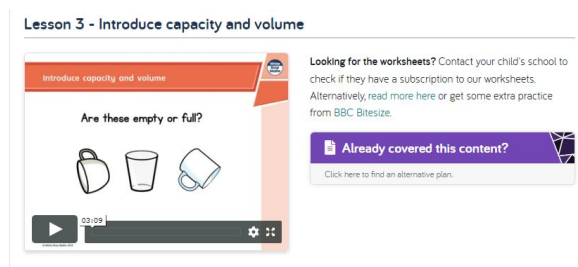 Lesson 3 - Introduce capacity and volume
Introduce capacity and volume
Are these empty or full?
03:09
Looking for the worksheets? Contact your child's school to
check if they have a subscription to our worksheets.
Alternatively, read more here or get some extra practice
from BBC Bitesize.
Already covered this content?
Click here to find an alternative plan.